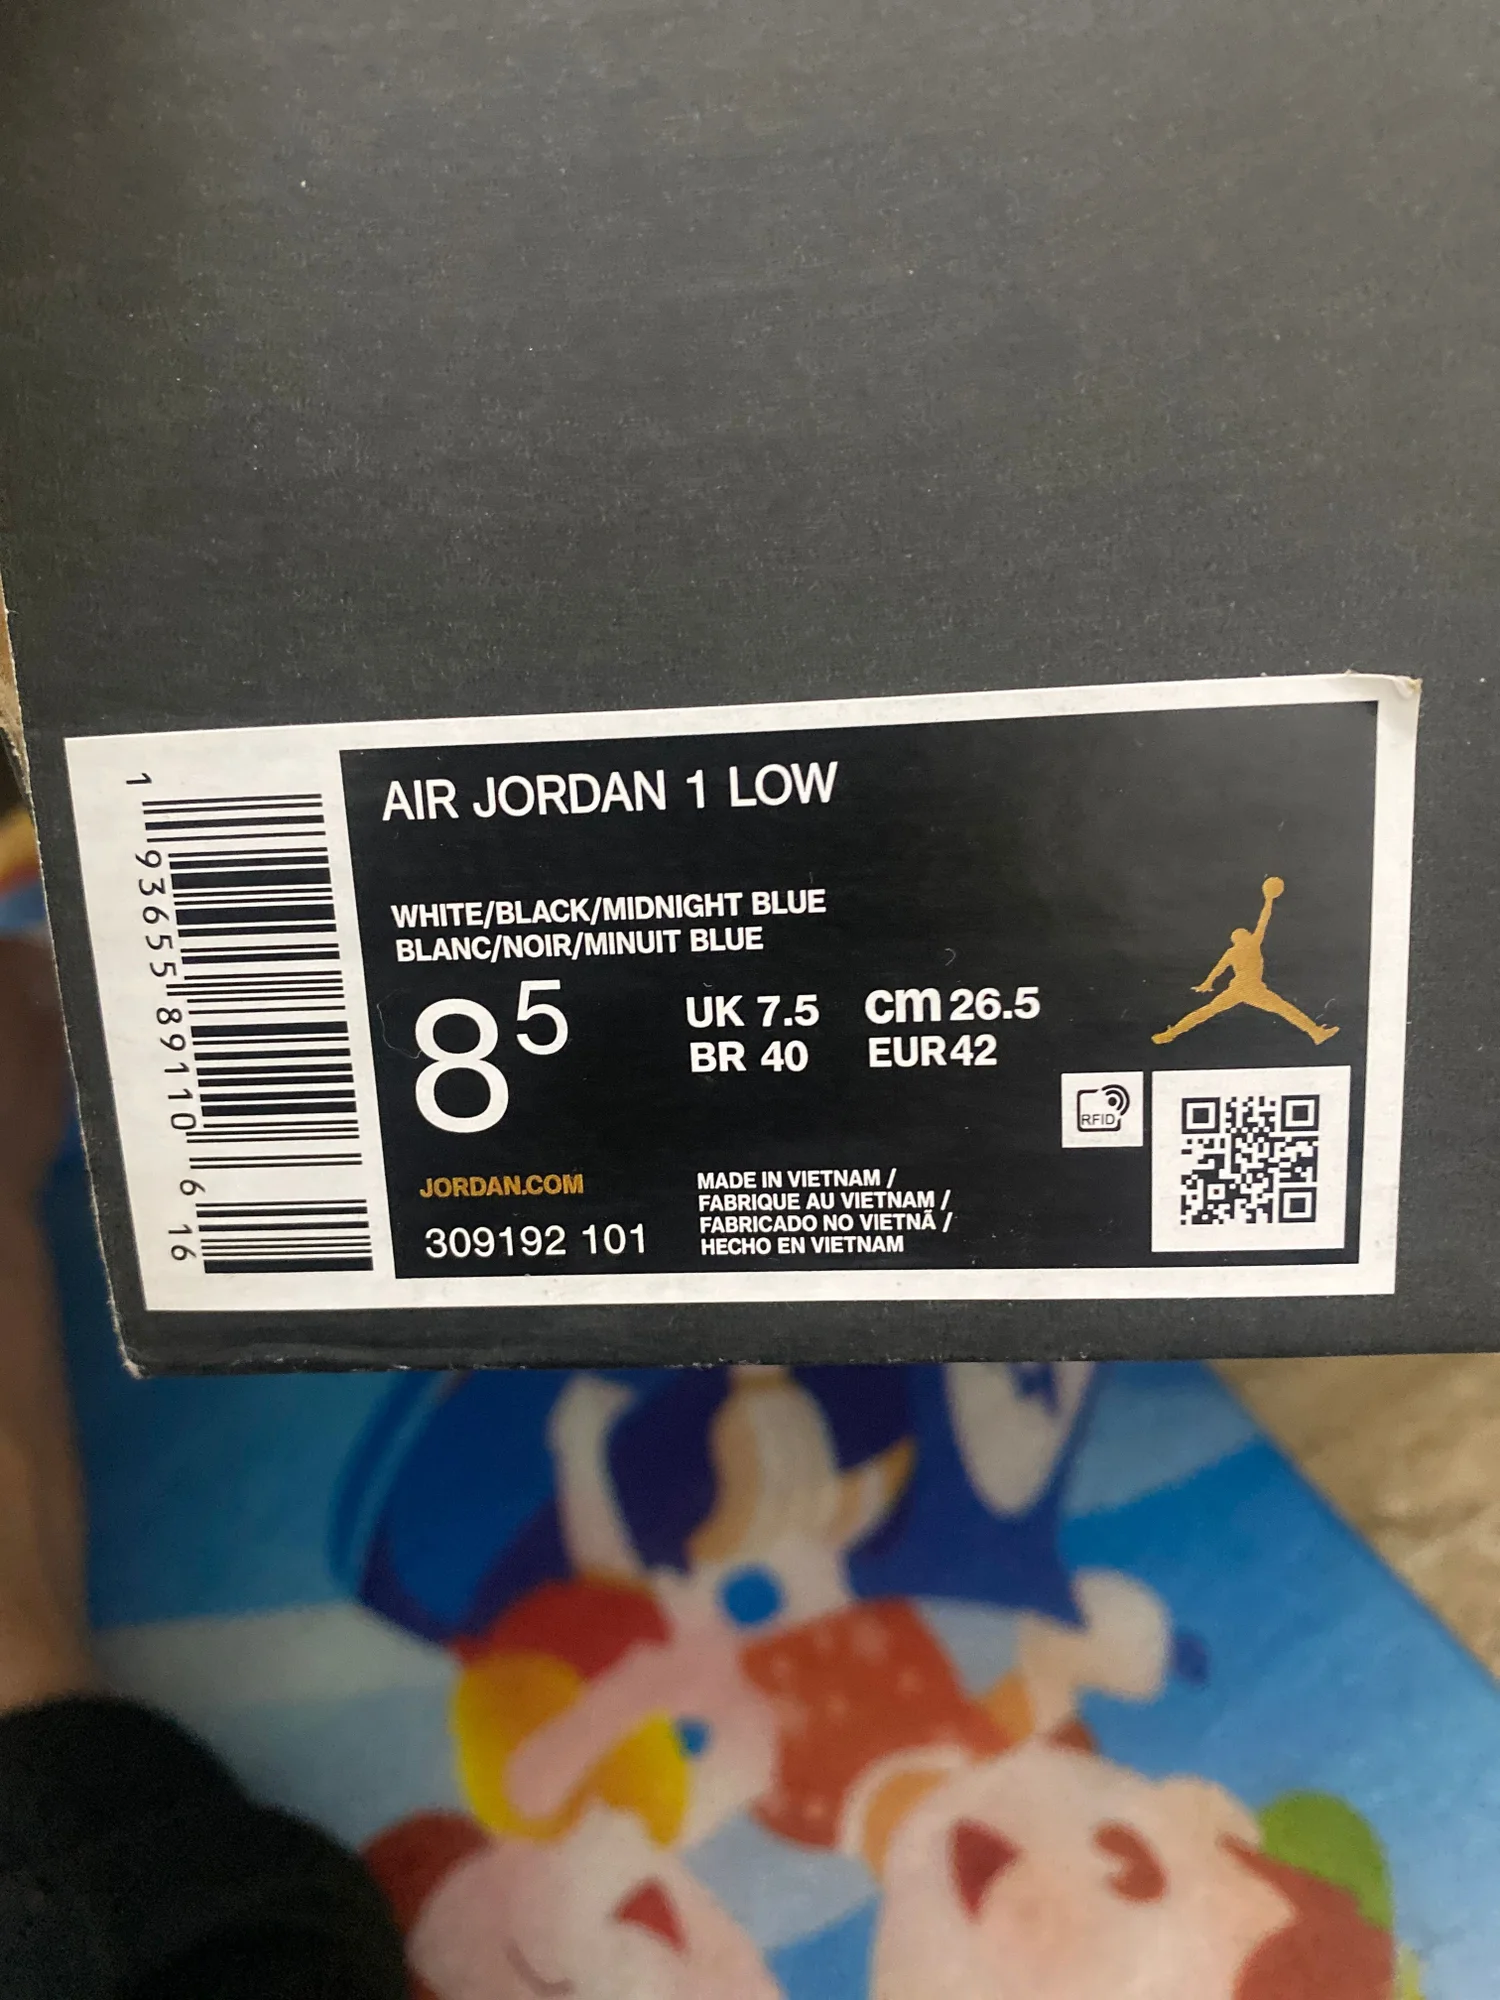 AIR JORDAN 1 LOW
WHITE/BLACK/MIDNIGHT BLUE
BLANC/NOIR/MINUIT BLUE
8 5
UK 7.5 cm 26.5
BR 40 EUR 42
RFID
JORDAN.COM
309192 101
MADE IN VIETNAM /
FABRIQUE AU VIETNAM /
FABRICADO NO VIETNÃ /
HECHO EN VIETNAM
1 93655 89110 6 16